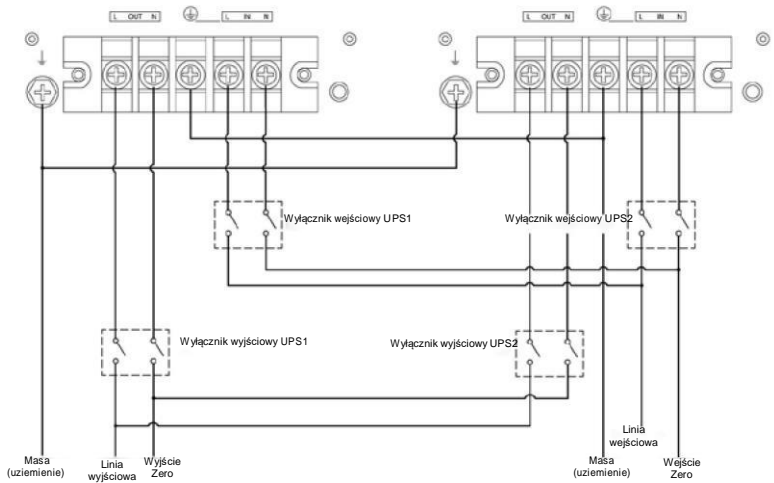 L OUT N
L IN N
L OUT N
L IN N
Wyłącznik wejściowy UPS1
Wyłącznik wejściowy UPS2
Wyłącznik wyjściowy UPS1
Wyłącznik wyjściowy UPS2
Masa
(uziemienie)
Linia
wyjściowa
Wyjście
Zero
Masa
(uziemienie)
Linia
wejściowa
Wejście
Zero